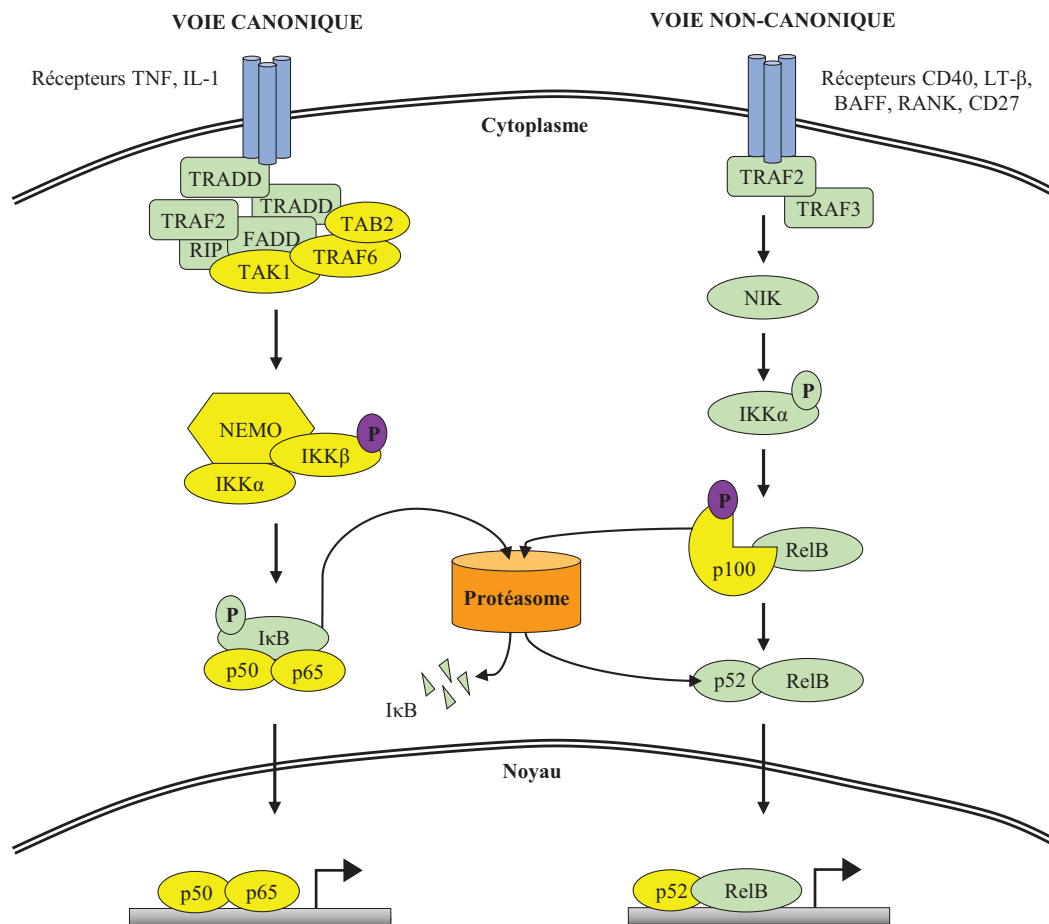 VOIE CANONIQUE
VOIE NON-CANONIQUE
Récepteurs TNF, IL-1
Récepteurs CD40, LT-β,
BAFF, RANK, CD27
Cytoplasme
TRADD
TRADD
TRAF2
TAB2
FADD
RIP
TRAF6
TAK1
TRAF2
TRAF3
NIK
P
IKKα
NEMO
P
IKKβ
IKKα
P
RelB
p100
Protéasome
P
IκB
p50
p65
IκB
p52
RelB
Noyau
p50
p65
p52
RelB